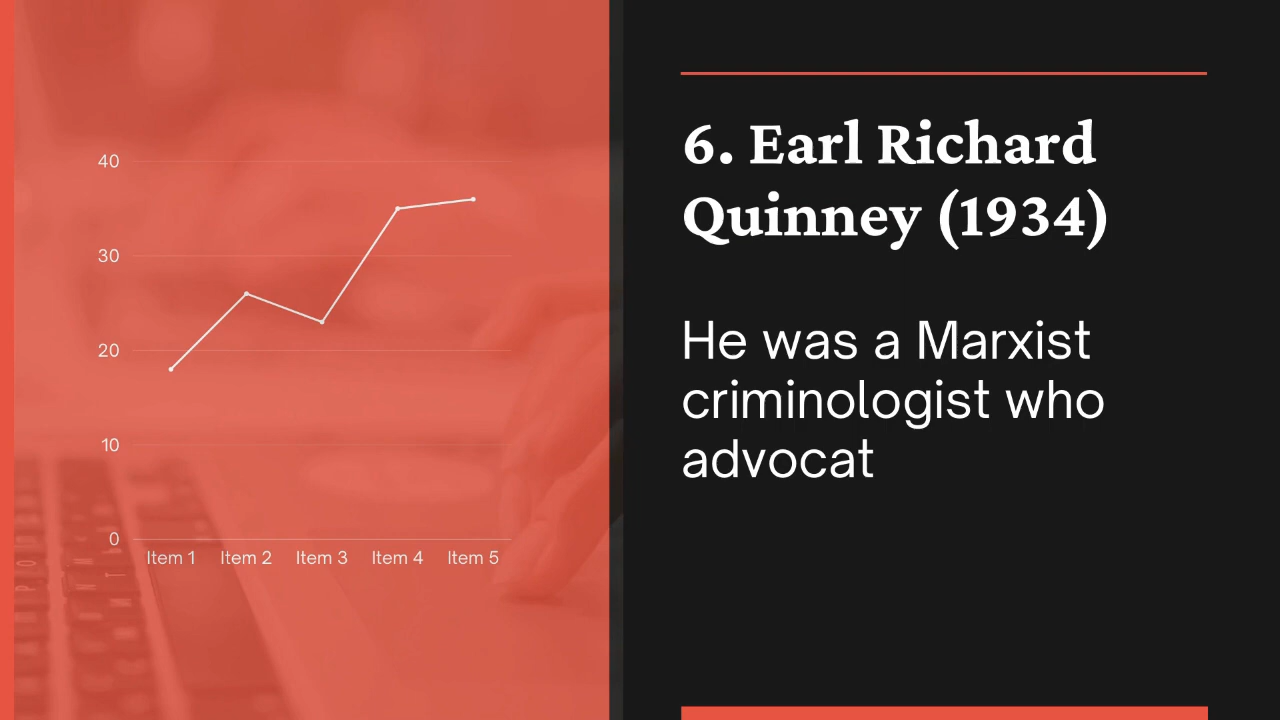 40
30
20
10
0
Item 1 Item 2 Item 3 Item 4 Item 5
6. Earl Richard
Quinney (1934)
He was a Marxist
criminologist who
advocat